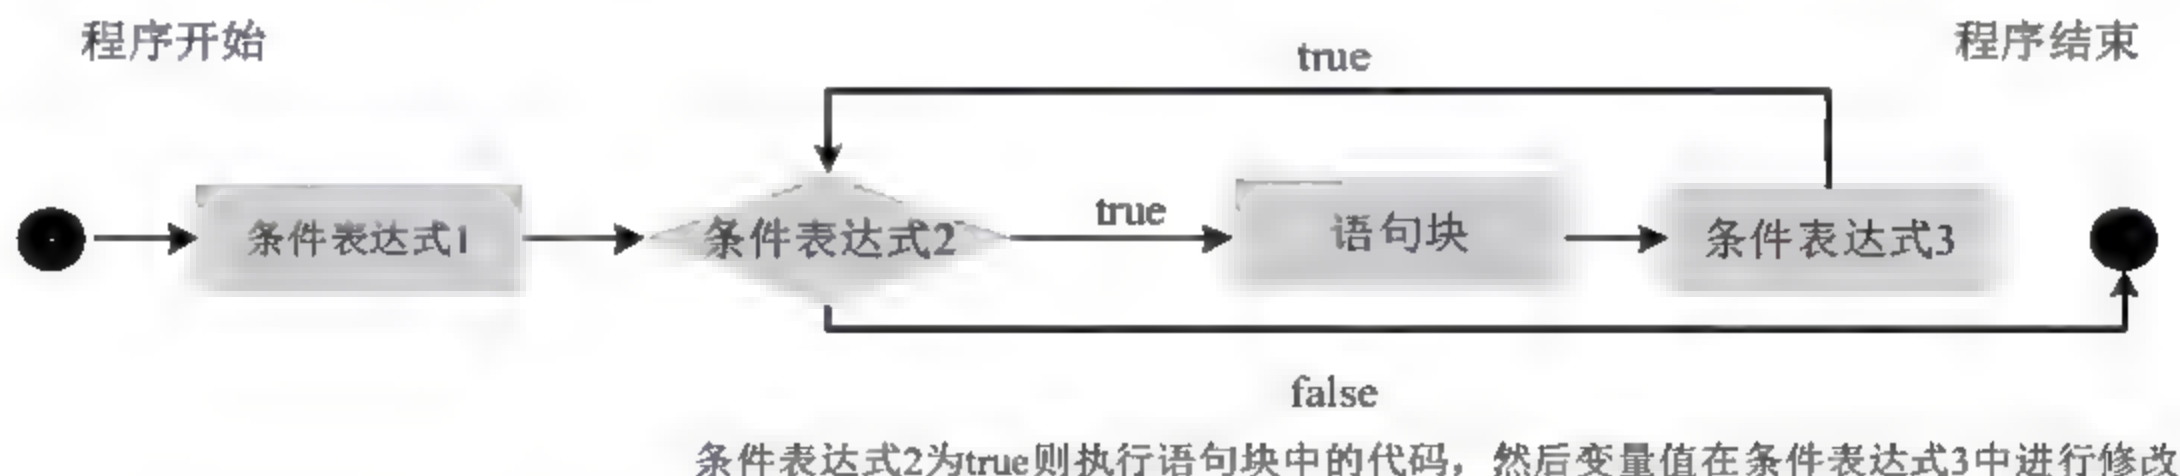 程序开始
程序结束
true
条件表达式1
条件表达式2
true
语句块
条件表达式3
false
条件表达式2为true则执行语句块中的代码，然后变量值在条件表达式3中进行修改